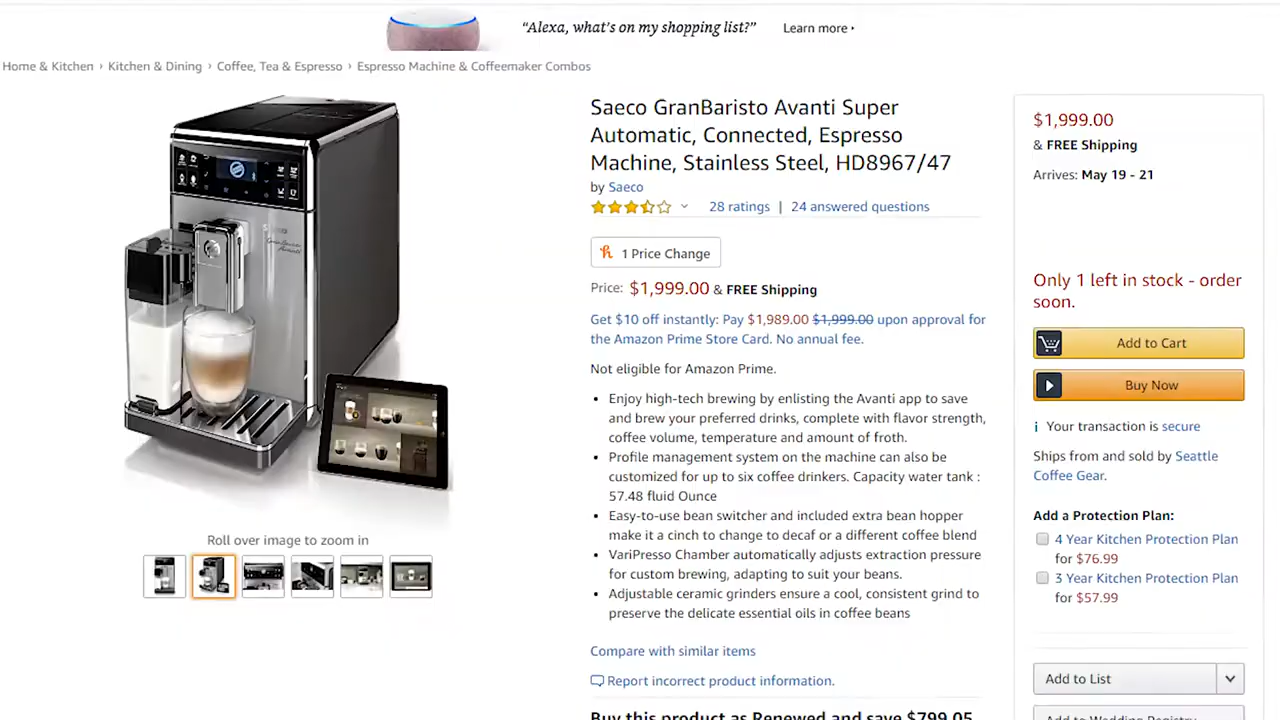 “Alexa, what's on my shopping list?” Learn more ›
Home & Kitchen › Kitchen & Dining › Coffee, Tea & Espresso › Espresso Machine & Coffeemaker Combos
Saeco GranBaristo Avanti Super
Automatic, Connected, Espresso
Machine, Stainless Steel, HD8967/47
by Saeco
28 ratings | 24 answered questions
1 Price Change
Price: $1,999.00 & FREE Shipping
Get $10 off instantly: Pay $1,989.00 $1,999.00 upon approval for
the Amazon Prime Store Card. No annual fee.
Not eligible for Amazon Prime.
• Enjoy high-tech brewing by enlisting the Avanti app to save
and brew your preferred drinks, complete with flavor strength,
coffee volume, temperature and amount of froth.
• Profile management system on the machine can also be
customized for up to six coffee drinkers. Capacity water tank :
57.48 fluid Ounce
• Easy-to-use bean switcher and included extra bean hopper
make it a cinch to change to decaf or a different coffee blend
• VariPresso Chamber automatically adjusts extraction pressure
for custom brewing, adapting to suit your beans.
• Adjustable ceramic grinders ensure a cool, consistent grind to
preserve the delicate essential oils in coffee beans
Compare with similar items
Report incorrect product information.
Buy this product as Renewed and save $799.05
Roll over image to zoom in
$1,999.00
& FREE Shipping
Arrives: May 19 - 21
Only 1 left in stock - order
soon.
Add to Cart
Buy Now
Your transaction is secure
Ships from and sold by Seattle
Coffee Gear.
Add a Protection Plan:
4 Year Kitchen Protection Plan
for $76.99
3 Year Kitchen Protection Plan
for $57.99
Add to List
Add to Wedding Registry